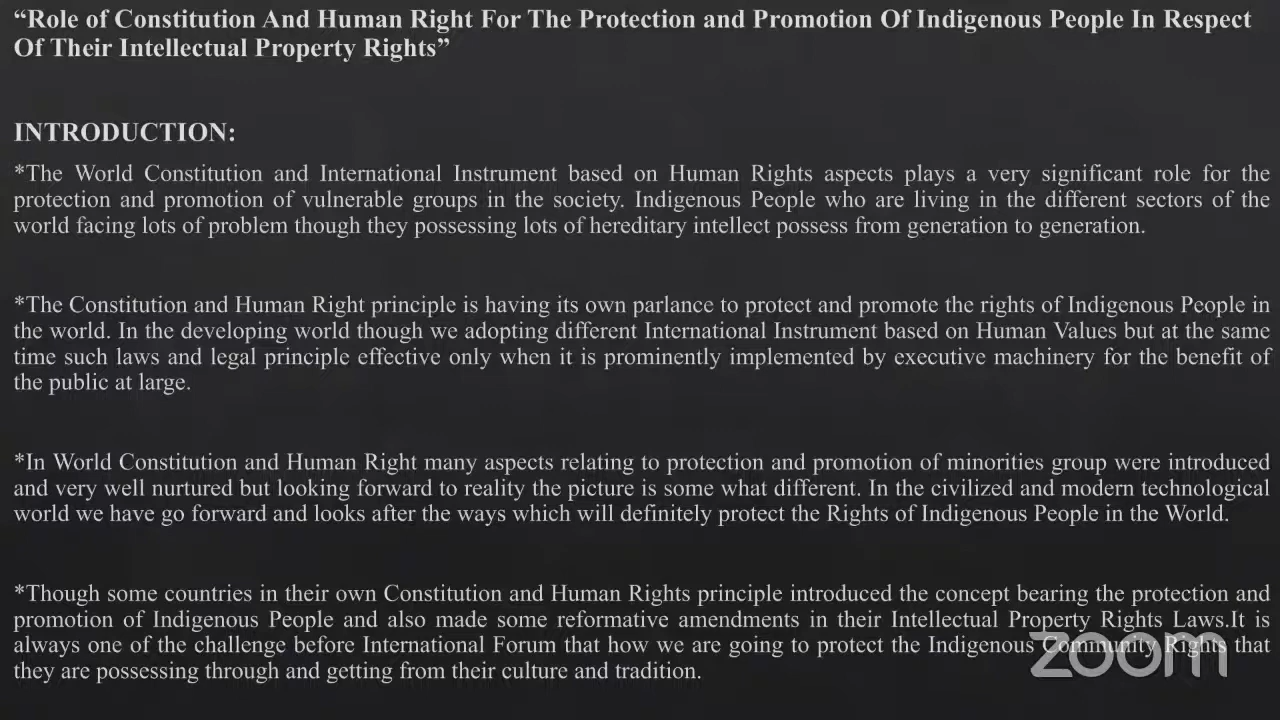 “Role of Constitution And Human Right For The Protection and Promotion Of Indigenous People In Respect
Of Their Intellectual Property Rights”
INTRODUCTION:
*The World Constitution and International Instrument based on Human Rights aspects plays a very significant role for the
protection and promotion of vulnerable groups in the society. Indigenous People who are living in the different sectors of the
world facing lots of problem though they possessing lots of hereditary intellect possess from generation to generation.
*The Constitution and Human Right principle is having its own parlance to protect and promote the rights of Indigenous People in
the world. In the developing world though we adopting different International Instrument based on Human Values but at the same
time such laws and legal principle effective only when it is prominently implemented by executive machinery for the benefit of
the public at large.
*In World Constitution and Human Right many aspects relating to protection and promotion of minorities group were introduced
and very well nurtured but looking forward to reality the picture is some what different. In the civilized and modern technological
world we have go forward and looks after the ways which will definitely protect the Rights of Indigenous People in the World.
*Though some countries in their own Constitution and Human Rights principle introduced the concept bearing the protection and
promotion of Indigenous People and also made some reformative amendments in their Intellectual Property Rights Laws.It is
always one of the challenge before International Forum that how we are going to protect the Indigenous Community Rights that
they are possessing through and getting from their culture and tradition.
zoom